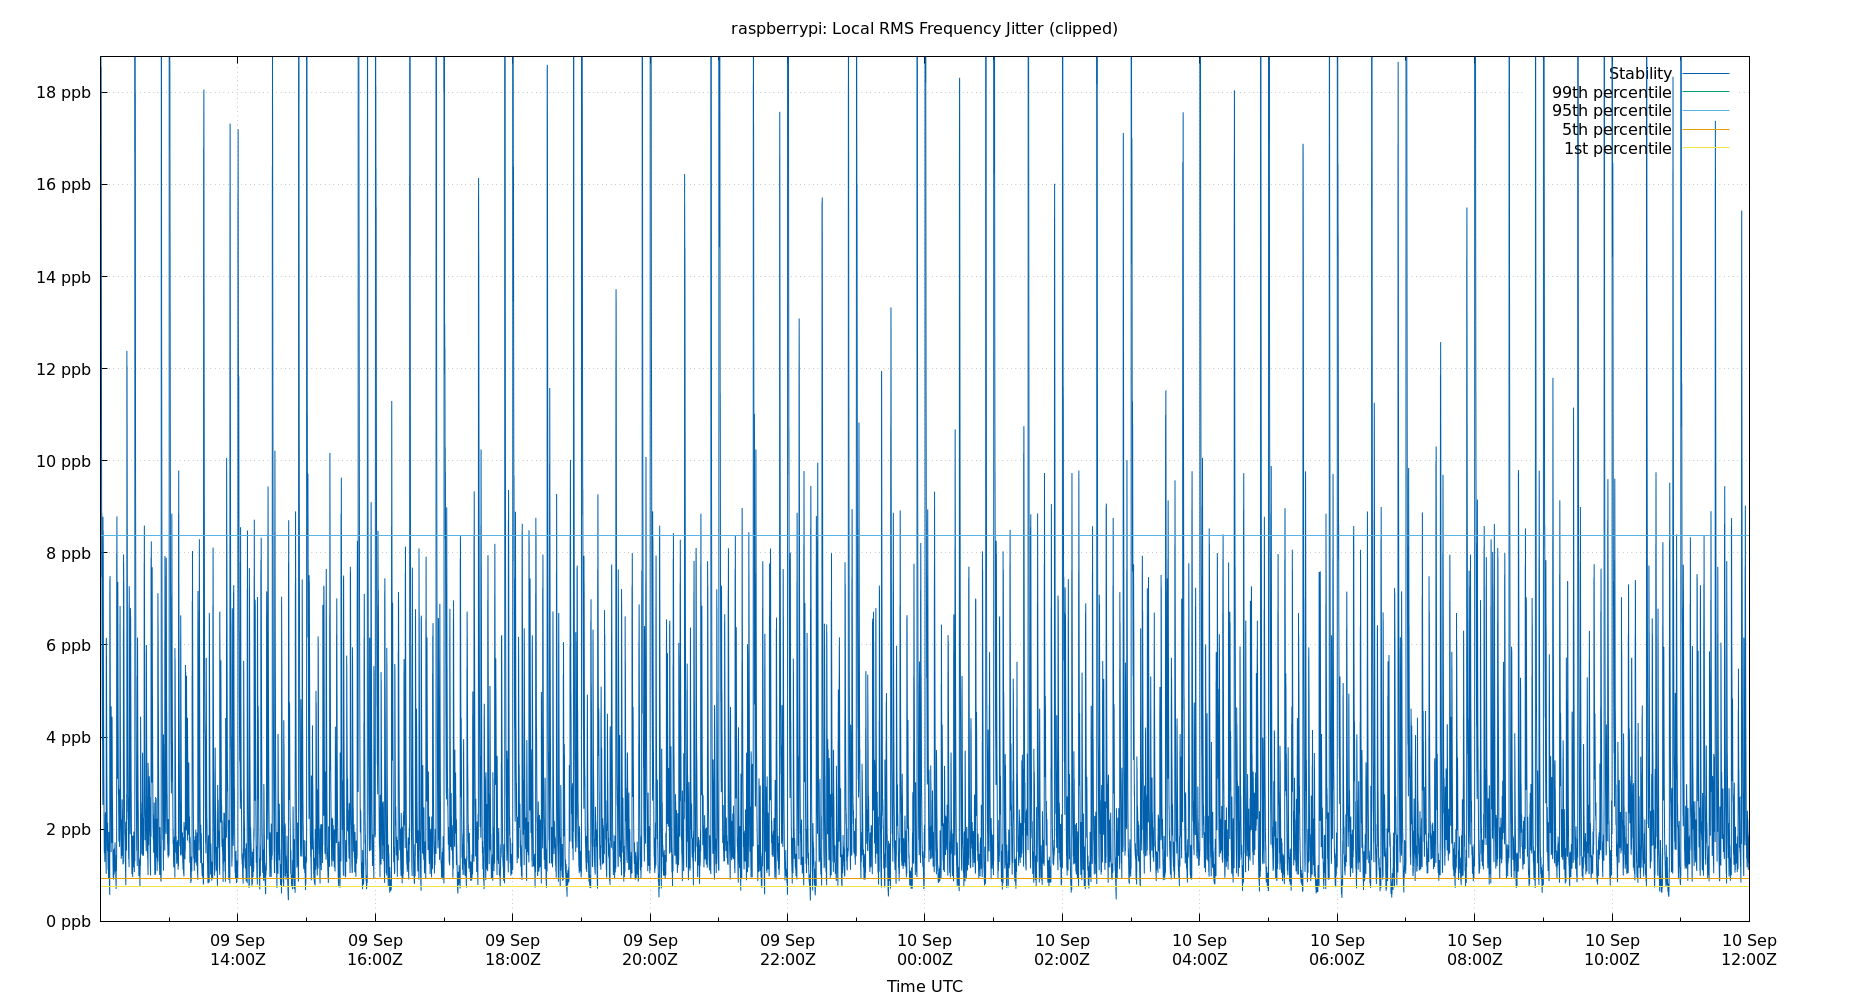 raspberrypi: Local RMS Frequency Jitter (clipped)
Stability
99th percentile
95th percentile
5th percentile
1st percentile
18 ppb
16 ppb
14 ppb
12 ppb
10 ppb
8 ppb
6 ppb
4 ppb
2 ppb
0 ppb
09 Sep 09 Sep 09 Sep 09 Sep 09 Sep 10 Sep 10 Sep 10 Sep 10 Sep 10 Sep 10 Sep 10 Sep
14:00Z 16:00Z 18:00Z 20:00Z 22:00Z 00:00Z 02:00Z 04:00Z 06:00Z 08:00Z 10:00Z 12:00Z
Time UTC